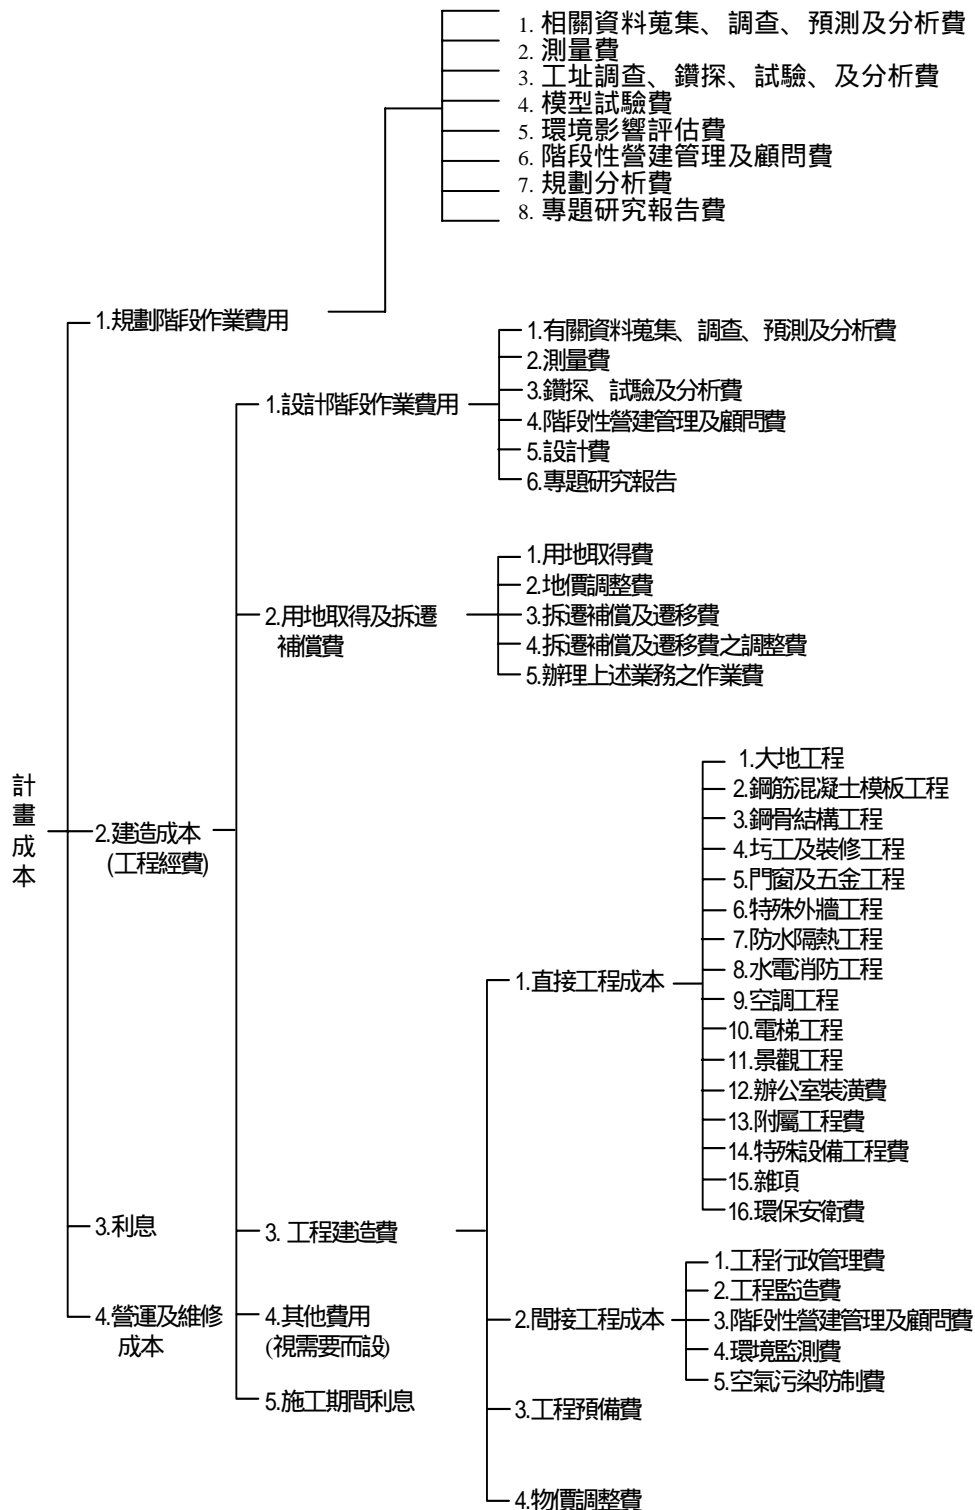 1. 相關資料蒐集、調查、預測及分析費
2. 測量費
3. 工址調查、鑽探、試驗、及分析費
4. 模型試驗費
5. 環境影響評估費
6. 階段性營建管理及顧問費
7. 規劃分析費
8. 專題研究報告費
1.規劃階段作業費用
1.有關資料蒐集、調查、預測及分析費
2.測量費
3.鑽探、試驗及分析費
4.階段性營建管理及顧問費
5.設計費
6.專題研究報告
1.設計階段作業費用
1.用地取得費
2.地價調整費
3.拆遷補償及遷移費
4.拆遷補償及遷移費之調整費
5.辦理上述業務之作業費
2.用地取得及拆遷
補償費
計畫成本
2.建造成本
(工程經費)
1.大地工程
2.鋼筋混凝土模板工程
3.鋼骨結構工程
4.圬工及裝修工程
5.門窗及五金工程
6.特殊外牆工程
7.防水隔熱工程
8.水電消防工程
9.空調工程
10.電梯工程
11.景觀工程
12.辦公室裝潢費
13.附屬工程費
14.特殊設備工程費
15.雜項
16.環保安衛費
1.直接工程成本
3.利息
3. 工程建造費
4.營運及維修
成本
4.其他費用
(視需要而設)
5.施工期間利息
2.間接工程成本
1.工程行政管理費
2.工程監造費
3.階段性營建管理及顧問費
4.環境監測費
5.空氣污染防制費
3.工程預備費
4.物價調整費